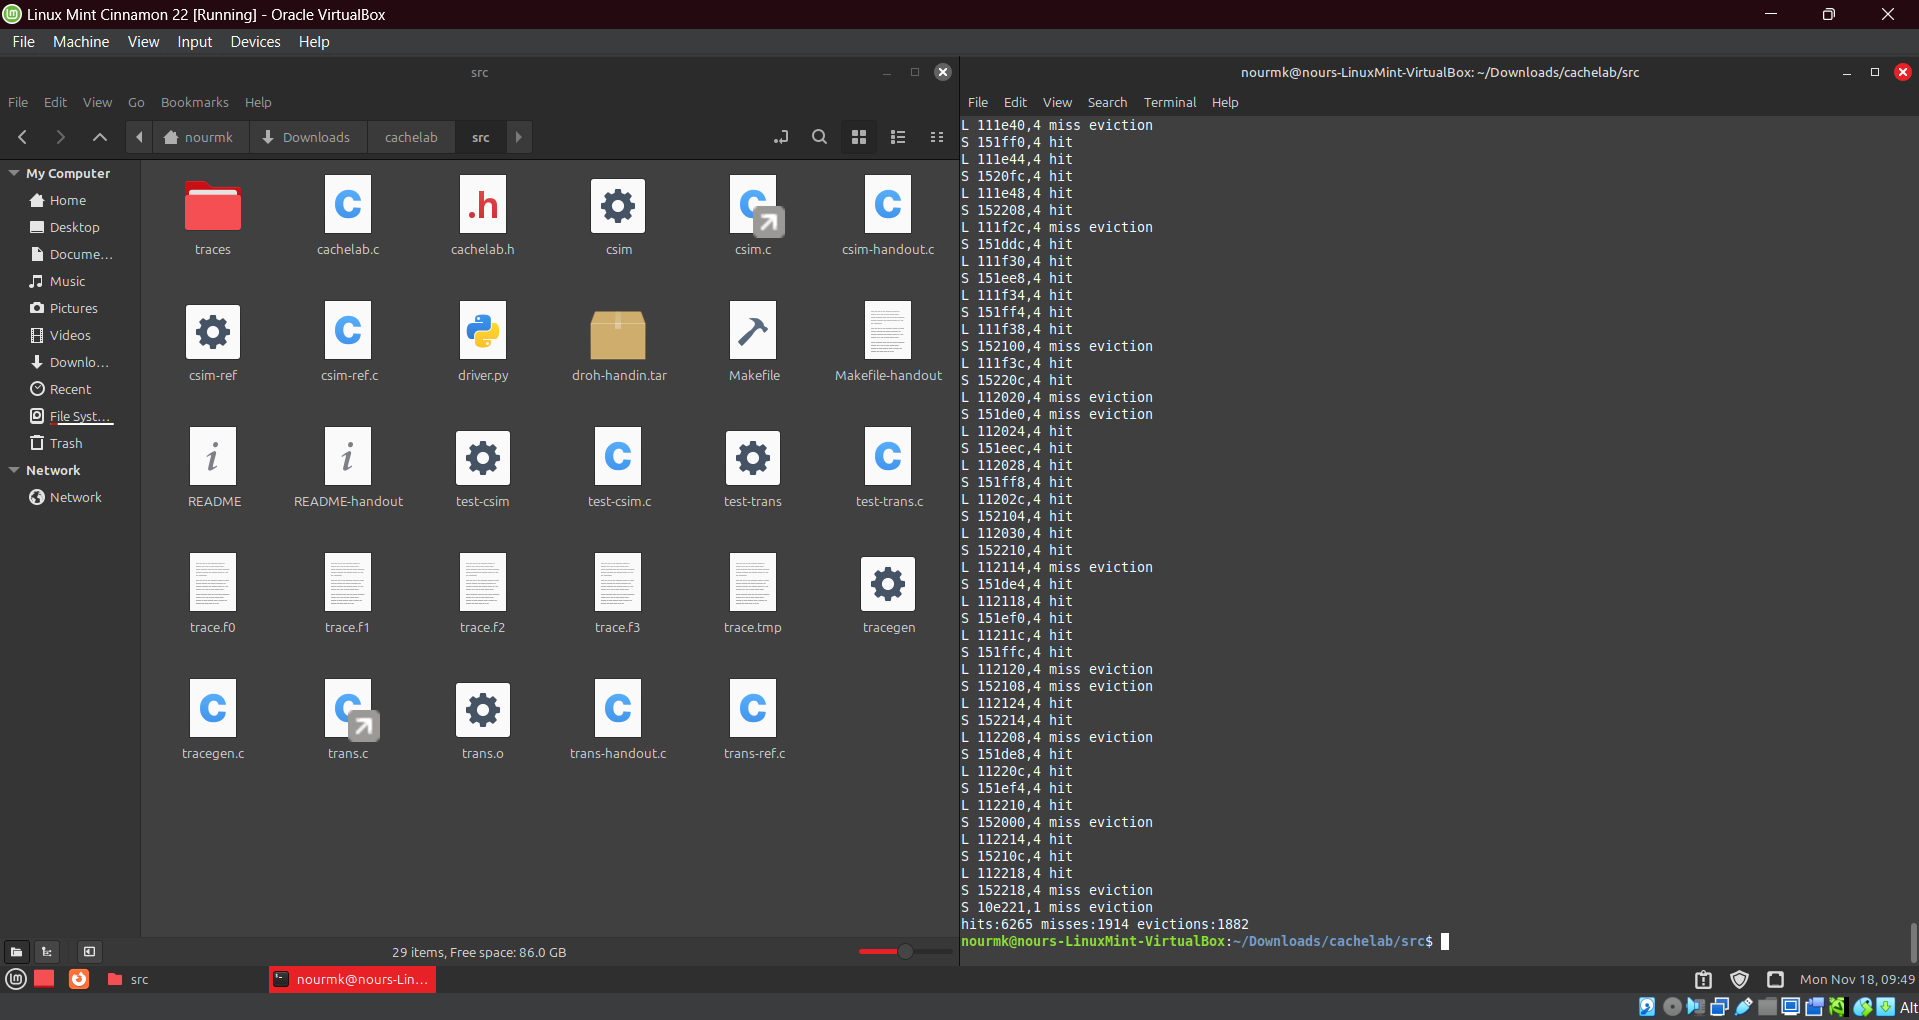 Linux Mint Cinnamon 22 [Running] - Oracle VirtualBox
File Machine View Input Devices Help
src
File Edit View Go Bookmarks Help
nourmk Downloads cachelab src
My Computer
Home
Desktop
Docume...
Music
Pictures
Videos
Downlo...
Recent
File Syst...
Trash
Network
Network
traces cachelab.c cachelab.h csim csim.c csim-handout.c
csim-ref csim-ref.c driver.py droh-handin.tar Makefile Makefile-handout
README README-handout test-csim test-csim.c test-trans test-trans.c
trace.f0 trace.f1 trace.f2 trace.f3 trace.tmp tracegen
tracegen.c trans.c trans.o trans-handout.c trans-ref.c
29 items, Free space: 86.0 GB
nourmk@nours-LinuxMint-VirtualBox: ~/Downloads/cachelab/src
File Edit View Search Terminal Help
L 111e40,4 miss eviction
S 151ff0,4 hit
L 111e44,4 hit
S 1520fc,4 hit
L 111e48,4 hit
S 152208,4 hit
L 111f2c,4 miss eviction
S 151ddc,4 hit
L 111f30,4 hit
S 151ee8,4 hit
L 111f34,4 hit
S 151ff4,4 hit
L 111f38,4 hit
S 152100,4 miss eviction
L 111f3c,4 hit
S 15220c,4 hit
L 112020,4 miss eviction
S 151de0,4 miss eviction
L 112024,4 hit
S 151eec,4 hit
L 112028,4 hit
S 151ff8,4 hit
L 11202c,4 hit
S 152104,4 hit
L 112030,4 hit
S 152210,4 hit
L 112114,4 miss eviction
S 151de4,4 hit
L 112118,4 hit
S 151ef0,4 hit
L 11211c,4 hit
S 151ffc,4 hit
L 112120,4 miss eviction
S 152108,4 miss eviction
L 112124,4 hit
S 152214,4 hit
L 112208,4 miss eviction
S 151de8,4 hit
L 11220c,4 hit
S 151ef4,4 hit
L 112210,4 hit
S 152000,4 miss eviction
L 112214,4 hit
S 15210c,4 hit
L 112218,4 hit
S 152218,4 miss eviction
S 10e221,1 miss eviction
hits:6265 misses:1914 evictions:1882
nourmk@nours-LinuxMint-VirtualBox:~/Downloads/cachelab/src$
src nourmk@nours-Lin... Mon Nov 18, 09:49
Alt